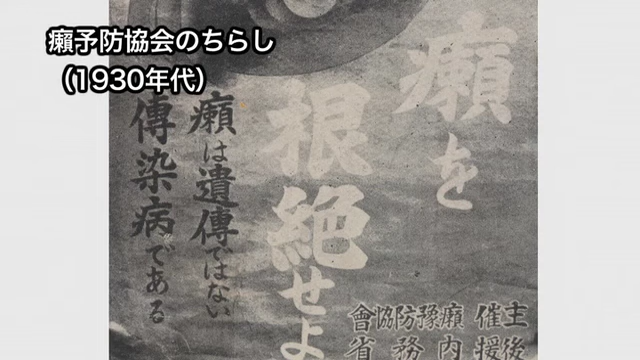 癩予防協会のちらし
（1930年代）
癩を
根絶せよ
癩は遺傳ではない
傳染病である
主催 癩豫防協會
後援 内務省